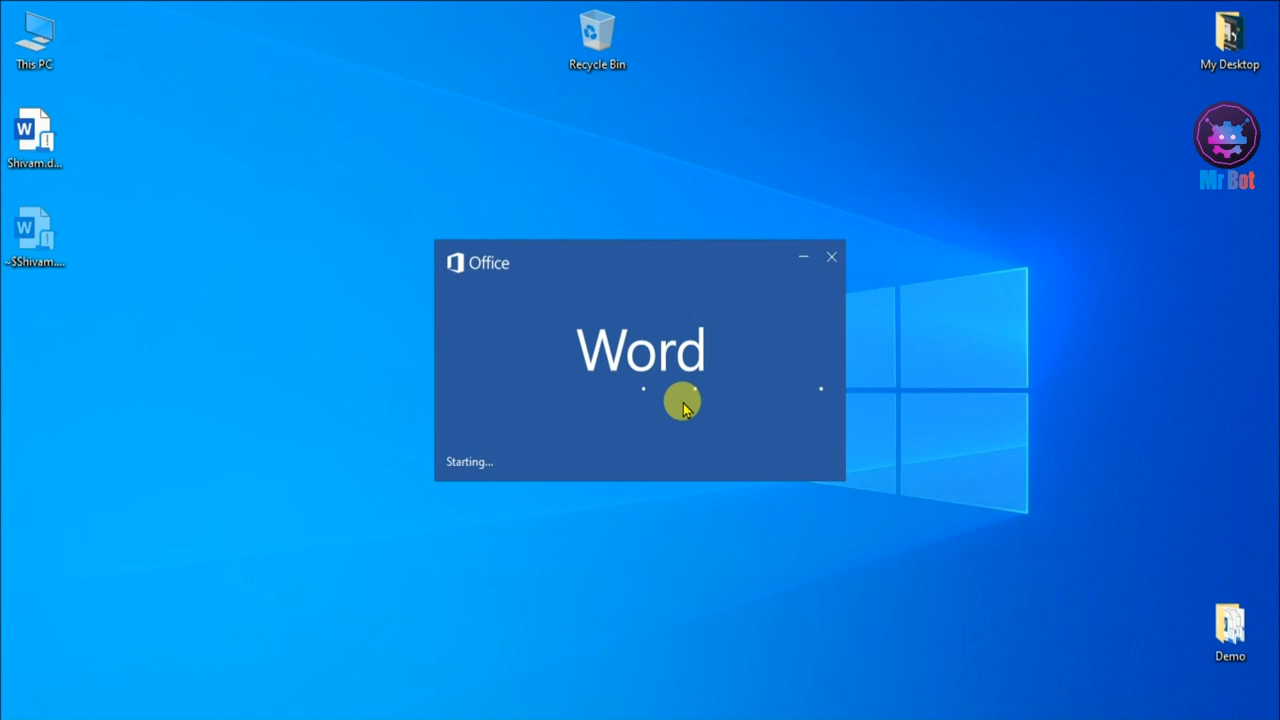 This PC
Recycle Bin
My Desktop
W
Shivam.d...
Mr Bot
W
~$Shivam....
Office
Word
Starting...
Demo